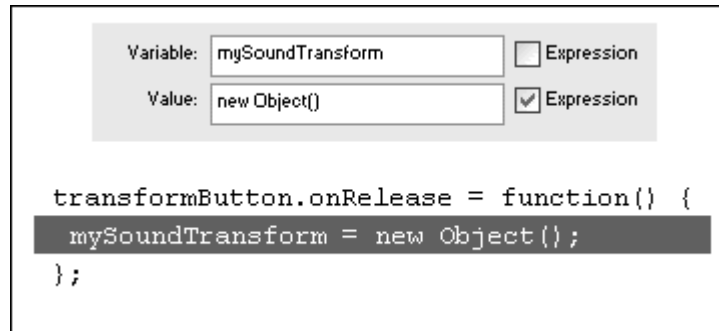 Variable: mySoundTransform Expression
Value: new Object() Expression
transformButton.onRelease = function() {
mySoundTransform = new Object();
};